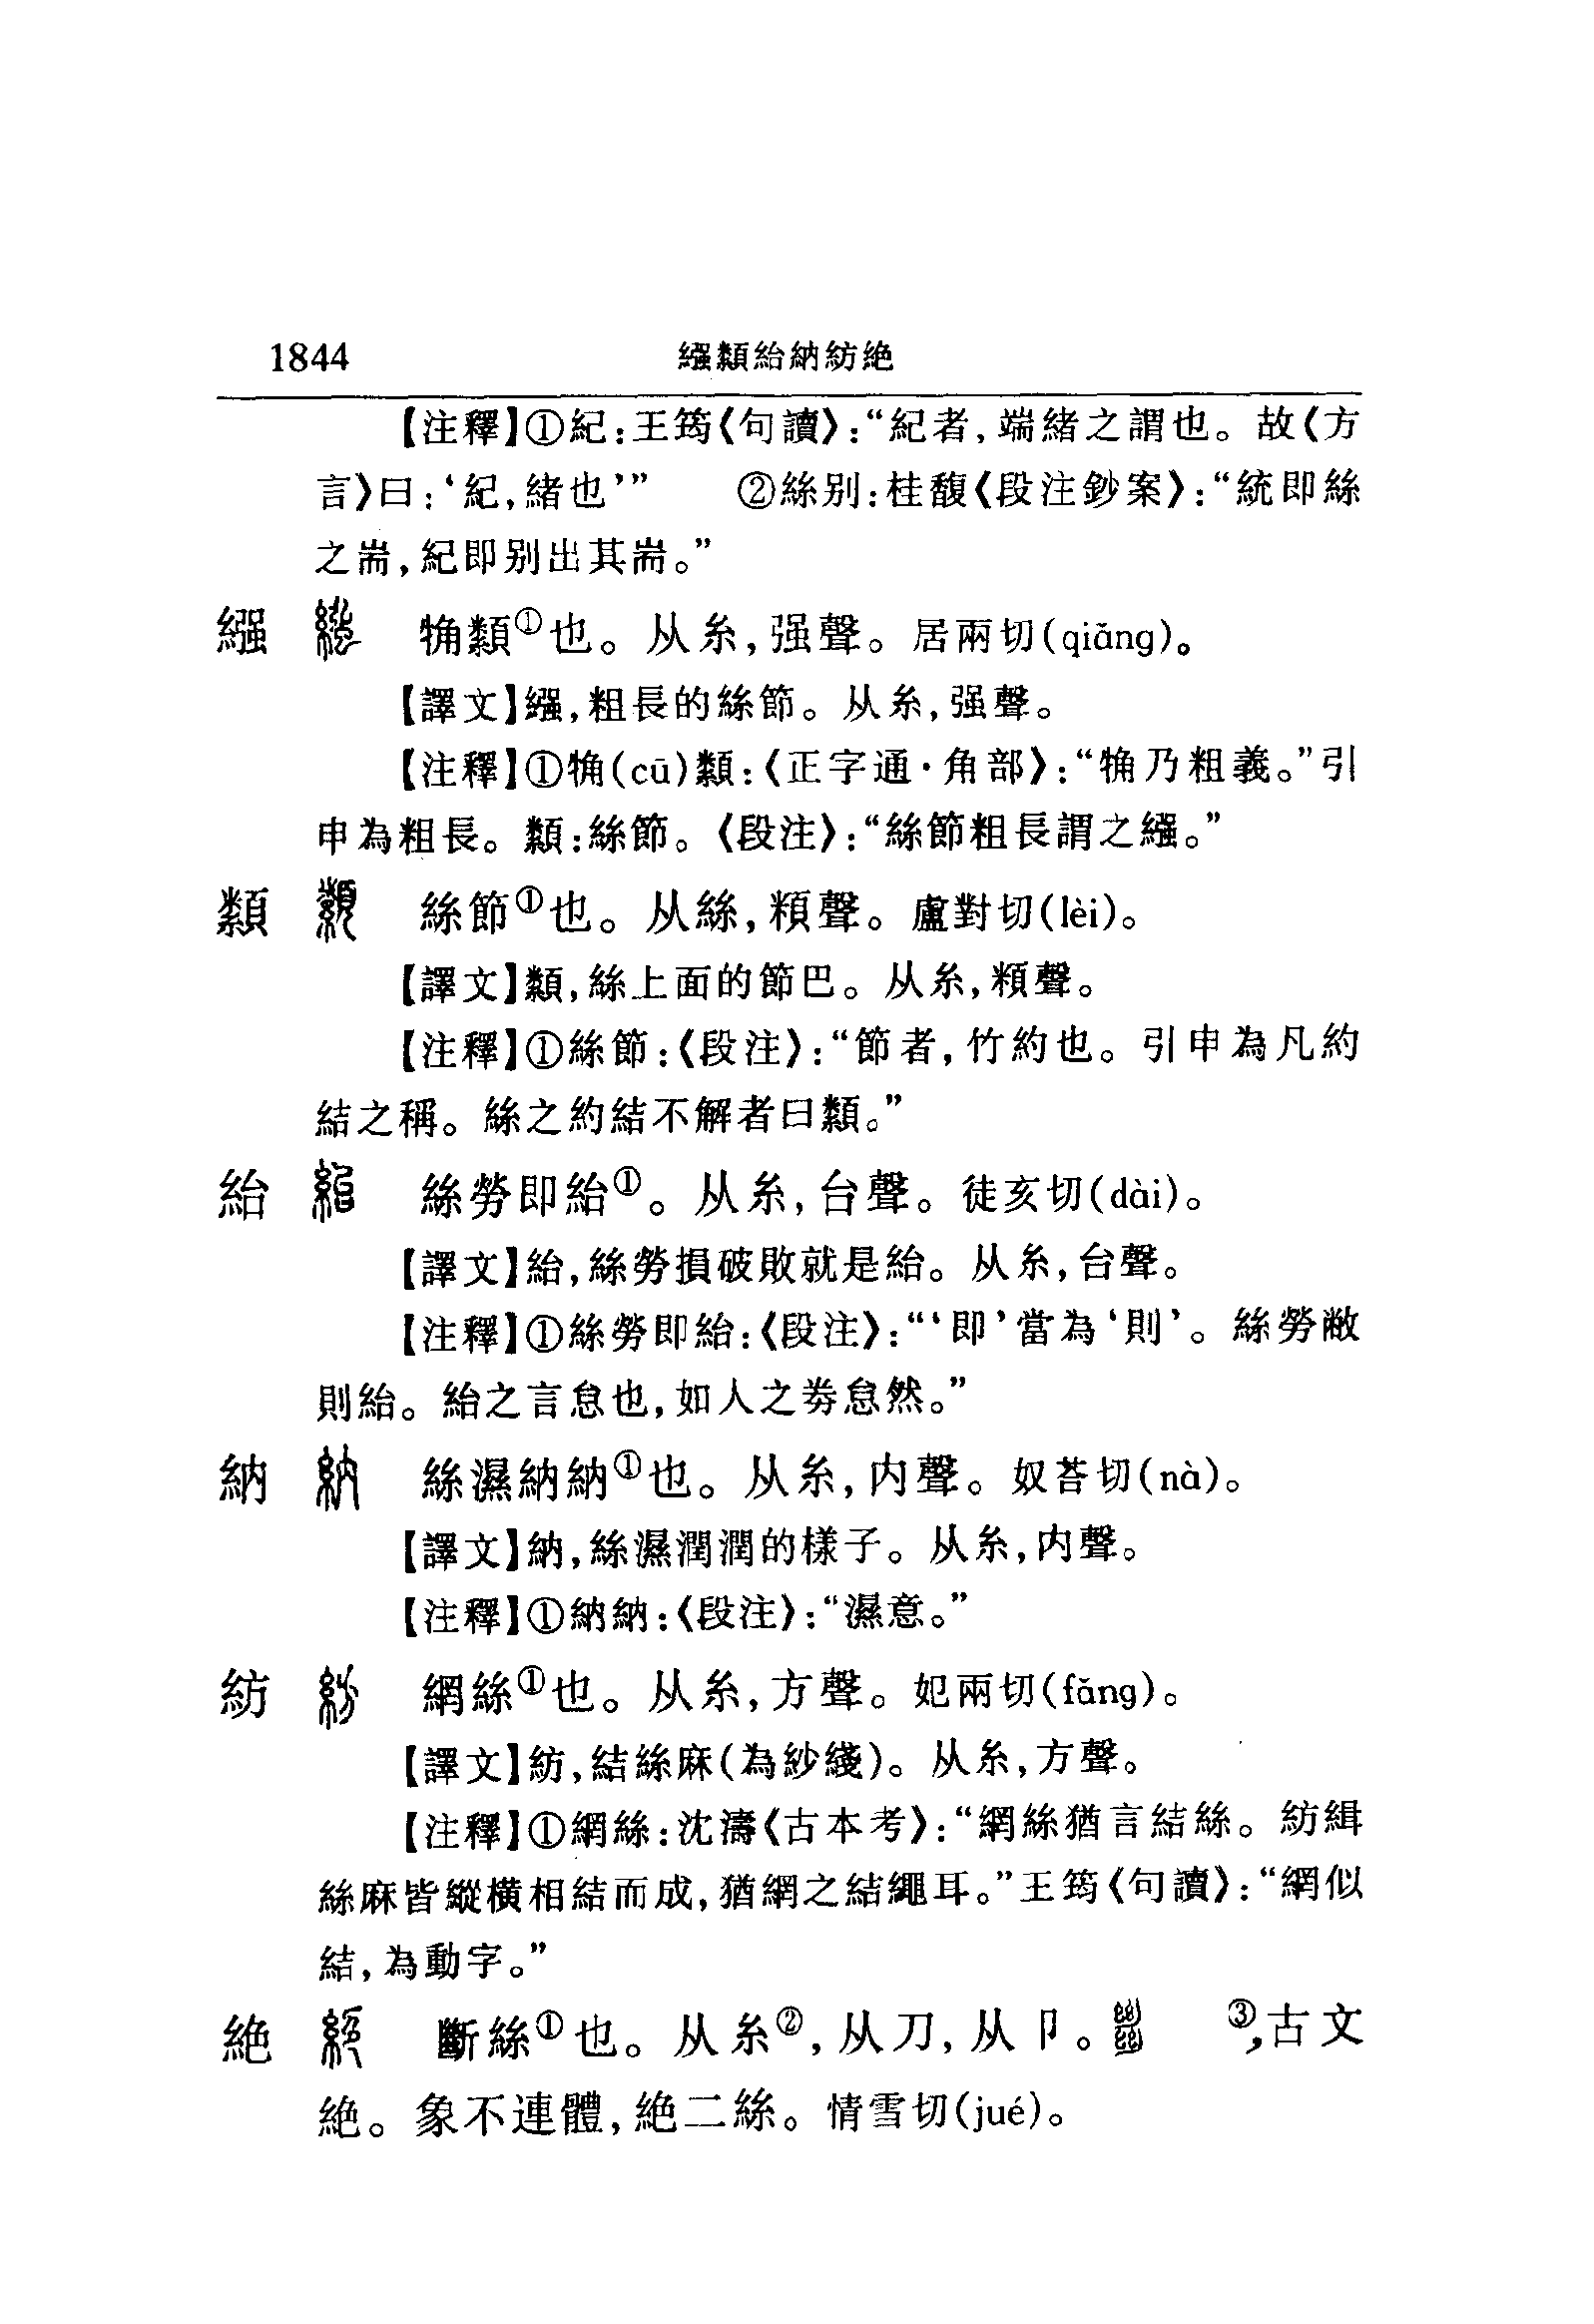 1844
繈纇紿納紡絶
【注釋】①紀:王筠《句讀》:“紀者,端緒之謂也。故《方
言》曰:‘紀,緒也’” ②絲别:桂馥《段注鈔案》:“統即絲
之耑,紀即别出其耑。”
繈 觕纇①也。从糸,强聲。居兩切(qiǎng)。
【譯文】繈,粗長的絲節。从糸,强聲。
【注釋】①觕(cū)纇:《正字通·角部》:“觕乃粗義。”引
申為粗長。纇:絲節。《段注》:“絲節粗長謂之繈。”
纇 絲節①也。从絲,頪聲。盧對切(lèi)。
【譯文】纇,絲上面的節巴。从糸,頪聲。
【注釋】①絲節:《段注》:“節者,竹約也。引申為凡約
結之稱。絲之約結不解者曰纇。”
紿 絲勞即紿①。从糸,台聲。徒亥切(dài)。
【譯文】紿,絲勞損破敗就是紿。从糸,台聲。
【注釋】①絲勞即紿:《段注》:“‘即’當為‘則’。絲勞敝
則紿。紿之言怠也,如人之券怠然。”
納 絲濕納納①也。从糸,内聲。奴荅切(nà)。
【譯文】納,絲濕潤潤的樣子。从糸,内聲。
【注釋】①納納:《段注》:“濕意。”
紡 網絲①也。从糸,方聲。妃兩切(fǎng)。
【譯文】紡,結絲麻(為紗綫)。从糸,方聲。
【注釋】①網絲:沈濤《古本考》:“網絲猶言結絲。紡緝
絲麻皆縱横相結而成,猶網之結繩耳。”王筠《句讀》:“網似
結,為動字。”
絶 斷絲①也。从糸②,从刀,从卩。𢇍③,古文
絶。象不連體,絶二絲。情雪切(jué)。